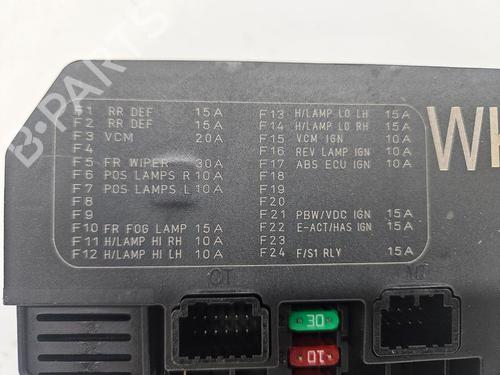 F1 RR DEF 15A
F2 RR DEF 15A
F3 VCM 20A
F4
F5 FR WIPER 30A
F6 POS LAMPS R 10A
F7 POS LAMPS L 10A
F8
F9
F10 FR FOG LAMP 15A
F11 H/LAMP HI RH 10A
F12 H/LAMP HI LH 10A
F13 H/LAMP LO LH 15A
F14 H/LAMP LO RH 15A
F15 VCM IGN 10A
F16 REV LAMP IGN 10A
F17 ABS ECU IGN 10A
F18
F19
F20
F21 PBW/VDC IGN 15A
F22 E-ACT/HAS IGN 15A
F23
F24 F/S1 RLY 15A
B-PARTS
CT
30
10